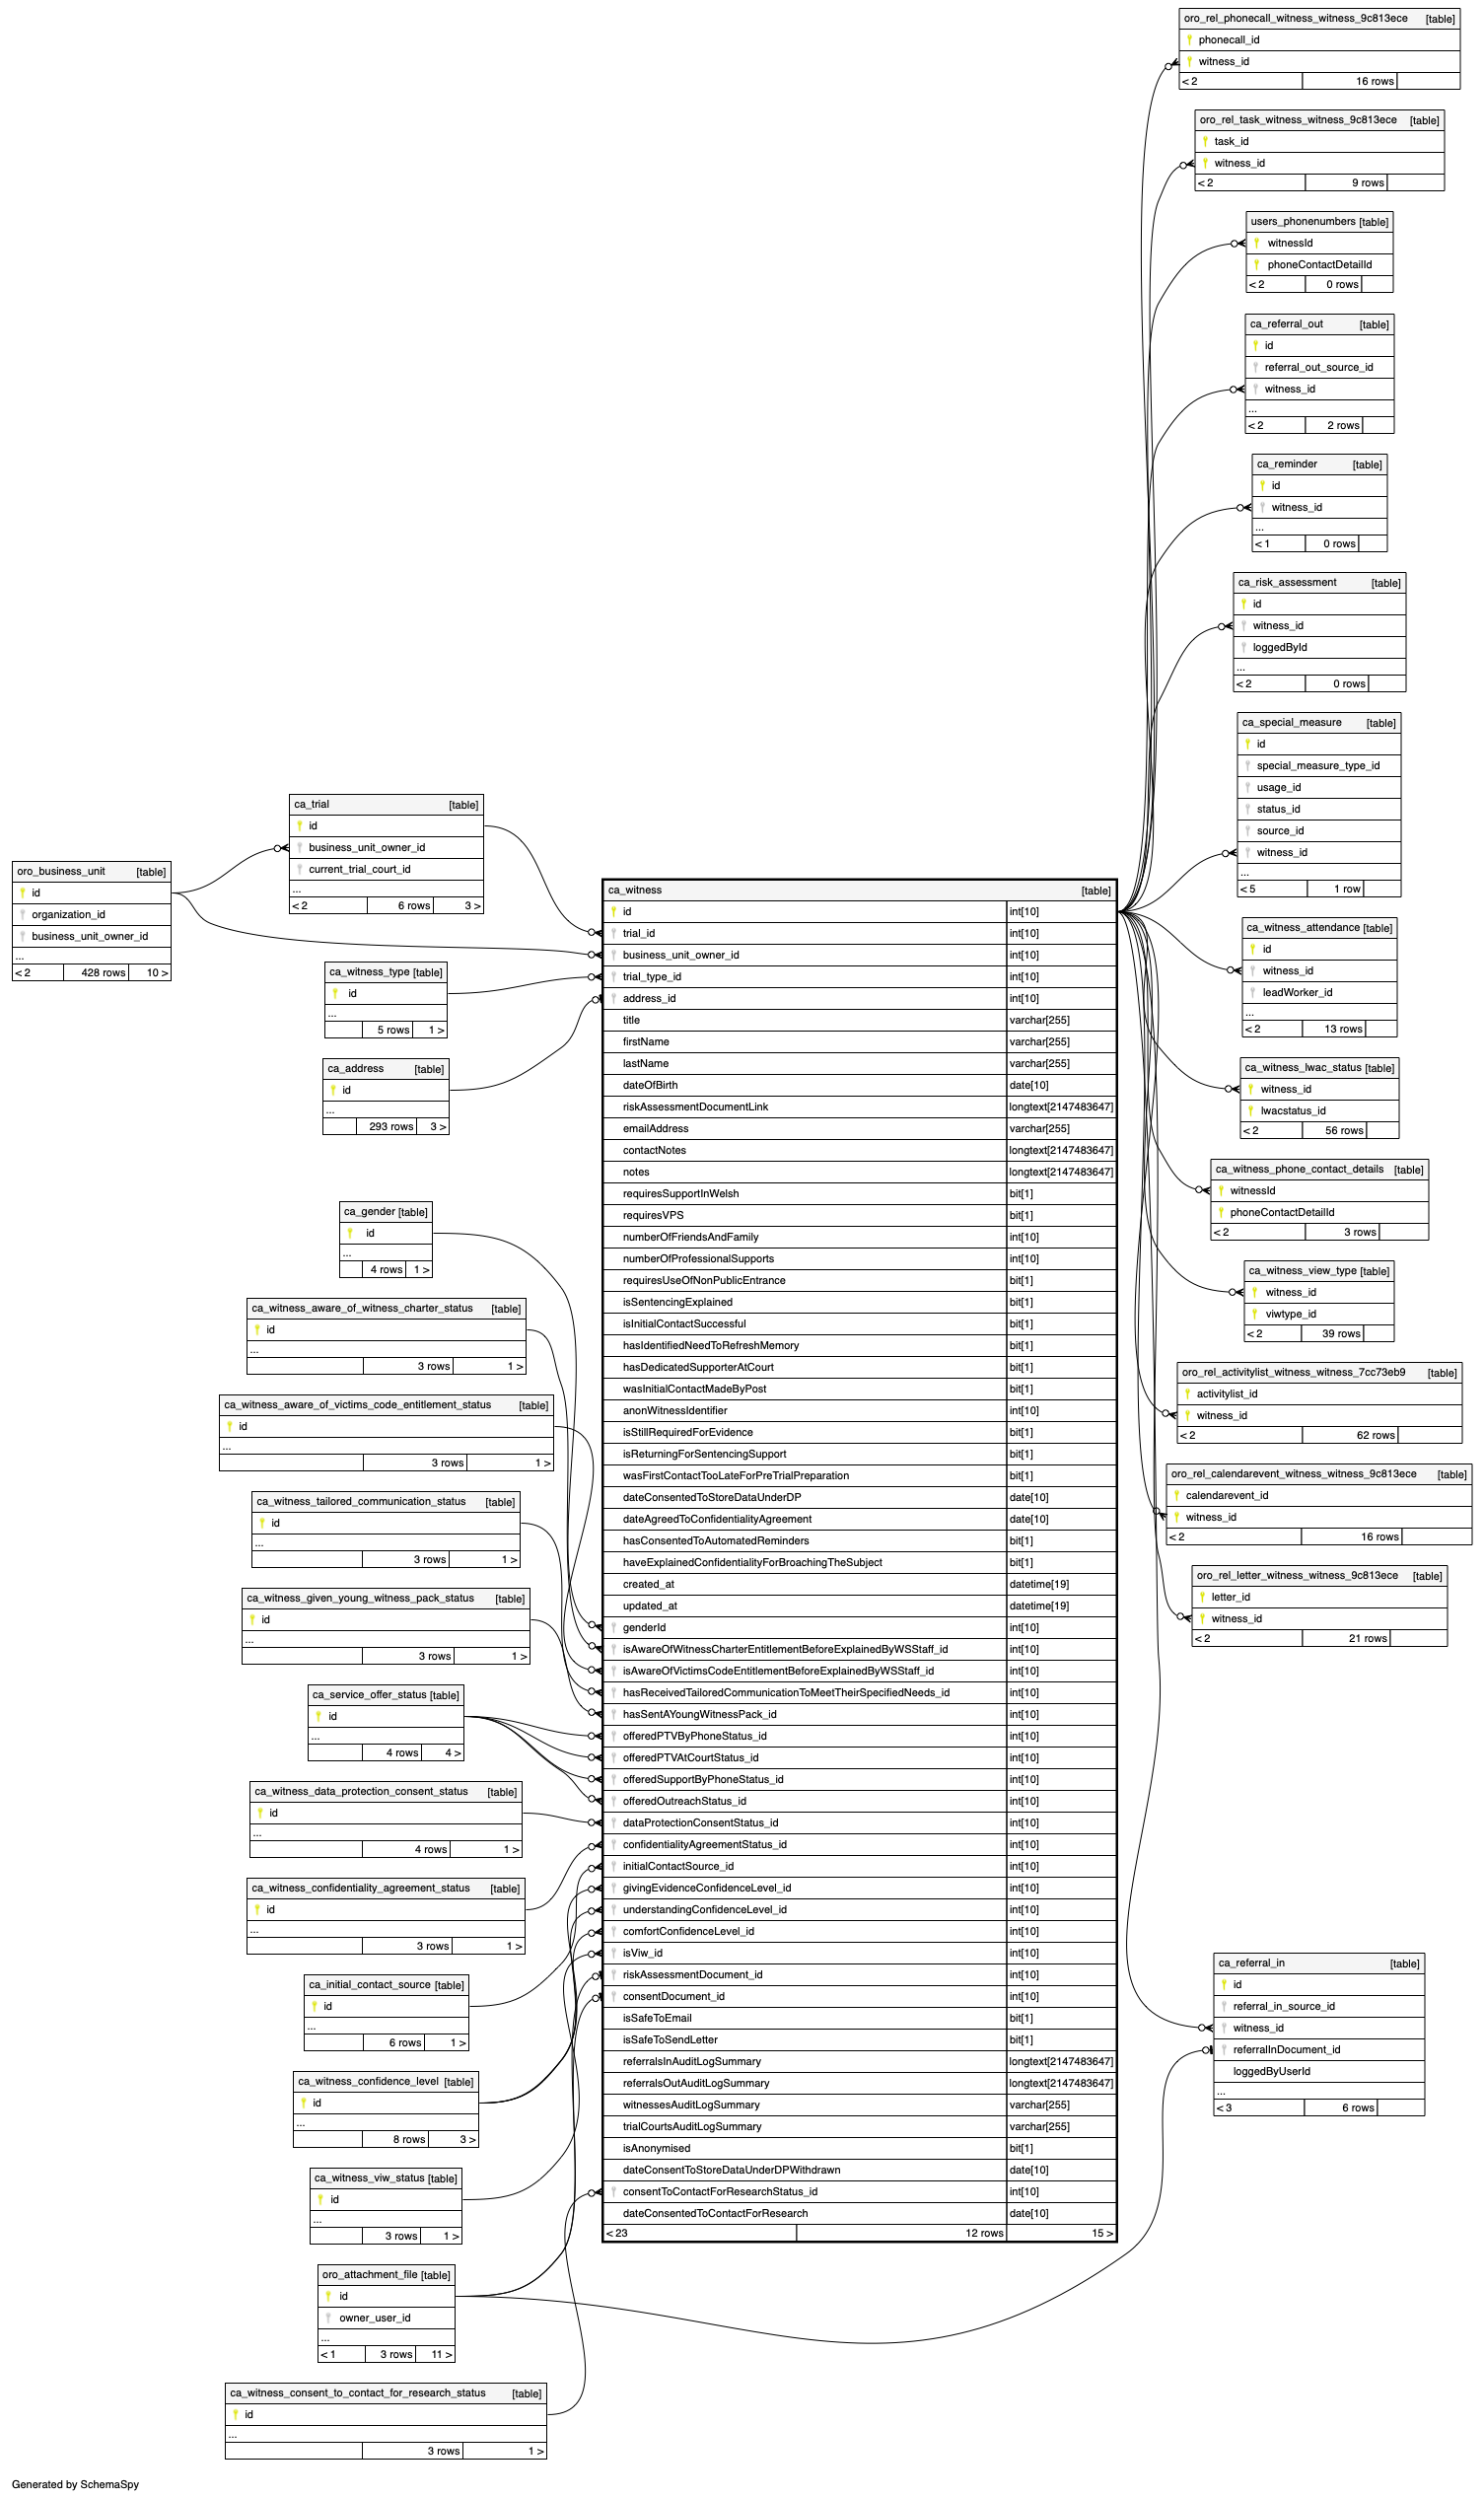 oro_rel_phonecall_witness_witness_9c813ece [table]
phonecall_id
witness_id
< 2 16 rows
oro_rel_task_witness_witness_9c813ece [table]
task_id
witness_id
< 2 9 rows
users_phonenumbers [table]
witnessId
phoneContactDetailId
< 2 0 rows
ca_referral_out [table]
id
referral_out_source_id
witness_id
...
< 2 2 rows
ca_reminder [table]
id
witness_id
...
< 1 0 rows
ca_risk_assessment [table]
id
witness_id
loggedById
...
< 2 0 rows
ca_special_measure [table]
id
special_measure_type_id
usage_id
status_id
source_id
witness_id
...
< 5 1 row
ca_witness_attendance [table]
id
witness_id
leadWorker_id
...
< 2 13 rows
ca_witness_lwac_status [table]
witness_id
lwacstatus_id
< 2 56 rows
ca_witness_phone_contact_details [table]
witnessId
phoneContactDetailId
< 2 3 rows
ca_witness_view_type [table]
witness_id
viwtype_id
< 2 39 rows
oro_rel_activitylist_witness_witness_7cc73eb9 [table]
activitylist_id
witness_id
< 2 62 rows
oro_rel_calendarevent_witness_witness_9c813ece [table]
calendarevent_id
witness_id
< 2 16 rows
oro_rel_letter_witness_witness_9c813ece [table]
letter_id
witness_id
< 2 21 rows
ca_referral_in [table]
id
referral_in_source_id
witness_id
referralInDocument_id
loggedByUserId
...
< 3 6 rows
ca_trial [table]
id
business_unit_owner_id
current_trial_court_id
...
< 2 6 rows 3 >
oro_business_unit [table]
id
organization_id
business_unit_owner_id
...
< 2 428 rows 10 >
ca_witness_type [table]
id
...
5 rows 1 >
ca_address [table]
id
...
293 rows 3 >
ca_gender [table]
id
...
4 rows 1 >
ca_witness_aware_of_witness_charter_status [table]
id
...
3 rows 1 >
ca_witness_aware_of_victims_code_entitlement_status [table]
id
...
3 rows 1 >
ca_witness_tailored_communication_status [table]
id
...
3 rows 1 >
ca_witness_given_young_witness_pack_status [table]
id
...
3 rows 1 >
ca_service_offer_status [table]
id
...
4 rows 4 >
ca_witness_data_protection_consent_status [table]
id
...
4 rows 1 >
ca_witness_confidentiality_agreement_status [table]
id
...
3 rows 1 >
ca_initial_contact_source [table]
id
...
6 rows 1 >
ca_witness_confidence_level [table]
id
...
8 rows 3 >
ca_witness_viw_status [table]
id
...
3 rows 1 >
oro_attachment_file [table]
id
owner_user_id
...
< 1 3 rows 11 >
ca_witness_consent_to_contact_for_research_status [table]
id
...
3 rows 1 >
ca_witness [table]
id int[10]
trial_id int[10]
business_unit_owner_id int[10]
trial_type_id int[10]
address_id int[10]
title varchar[255]
firstName varchar[255]
lastName varchar[255]
dateOfBirth date[10]
riskAssessmentDocumentLink longtext[2147483647]
emailAddress varchar[255]
contactNotes longtext[2147483647]
notes longtext[2147483647]
requiresSupportInWelsh bit[1]
requiresVPS bit[1]
numberOfFriendsAndFamily int[10]
numberOfProfessionalSupports int[10]
requiresUseOfNonPublicEntrance bit[1]
isSentencingExplained bit[1]
isInitialContactSuccessful bit[1]
hasIdentifiedNeedToRefreshMemory bit[1]
hasDedicatedSupporterAtCourt bit[1]
wasInitialContactMadeByPost bit[1]
anonWitnessIdentifier int[10]
isStillRequiredForEvidence bit[1]
isReturningForSentencingSupport bit[1]
wasFirstContactTooLateForPreTrialPreparation bit[1]
dateConsentedToStoreDataUnderDP date[10]
dateAgreedToConfidentialityAgreement date[10]
hasConsentedToAutomatedReminders bit[1]
haveExplainedConfidentialityForBroachingTheSubject bit[1]
created_at datetime[19]
updated_at datetime[19]
genderId int[10]
isAwareOfWitnessCharterEntitlementBeforeExplainedByWSStaff_id int[10]
isAwareOfVictimsCodeEntitlementBeforeExplainedByWSStaff_id int[10]
hasReceivedTailoredCommunicationToMeetTheirSpecifiedNeeds_id int[10]
hasSentAYoungWitnessPack_id int[10]
offeredPTVByPhoneStatus_id int[10]
offeredPTVAtCourtStatus_id int[10]
offeredSupportByPhoneStatus_id int[10]
offeredOutreachStatus_id int[10]
dataProtectionConsentStatus_id int[10]
confidentialityAgreementStatus_id int[10]
initialContactSource_id int[10]
givingEvidenceConfidenceLevel_id int[10]
understandingConfidenceLevel_id int[10]
comfortConfidenceLevel_id int[10]
isViw_id int[10]
riskAssessmentDocument_id int[10]
consentDocument_id int[10]
isSafeToEmail bit[1]
isSafeToSendLetter bit[1]
referralsInAuditLogSummary longtext[2147483647]
referralsOutAuditLogSummary longtext[2147483647]
witnessesAuditLogSummary varchar[255]
trialCourtsAuditLogSummary varchar[255]
isAnonymised bit[1]
dateConsentToStoreDataUnderDPWithdrawn date[10]
consentToContactForResearchStatus_id int[10]
dateConsentedToContactForResearch date[10]
< 23 12 rows 15 >
Generated by SchemaSpy